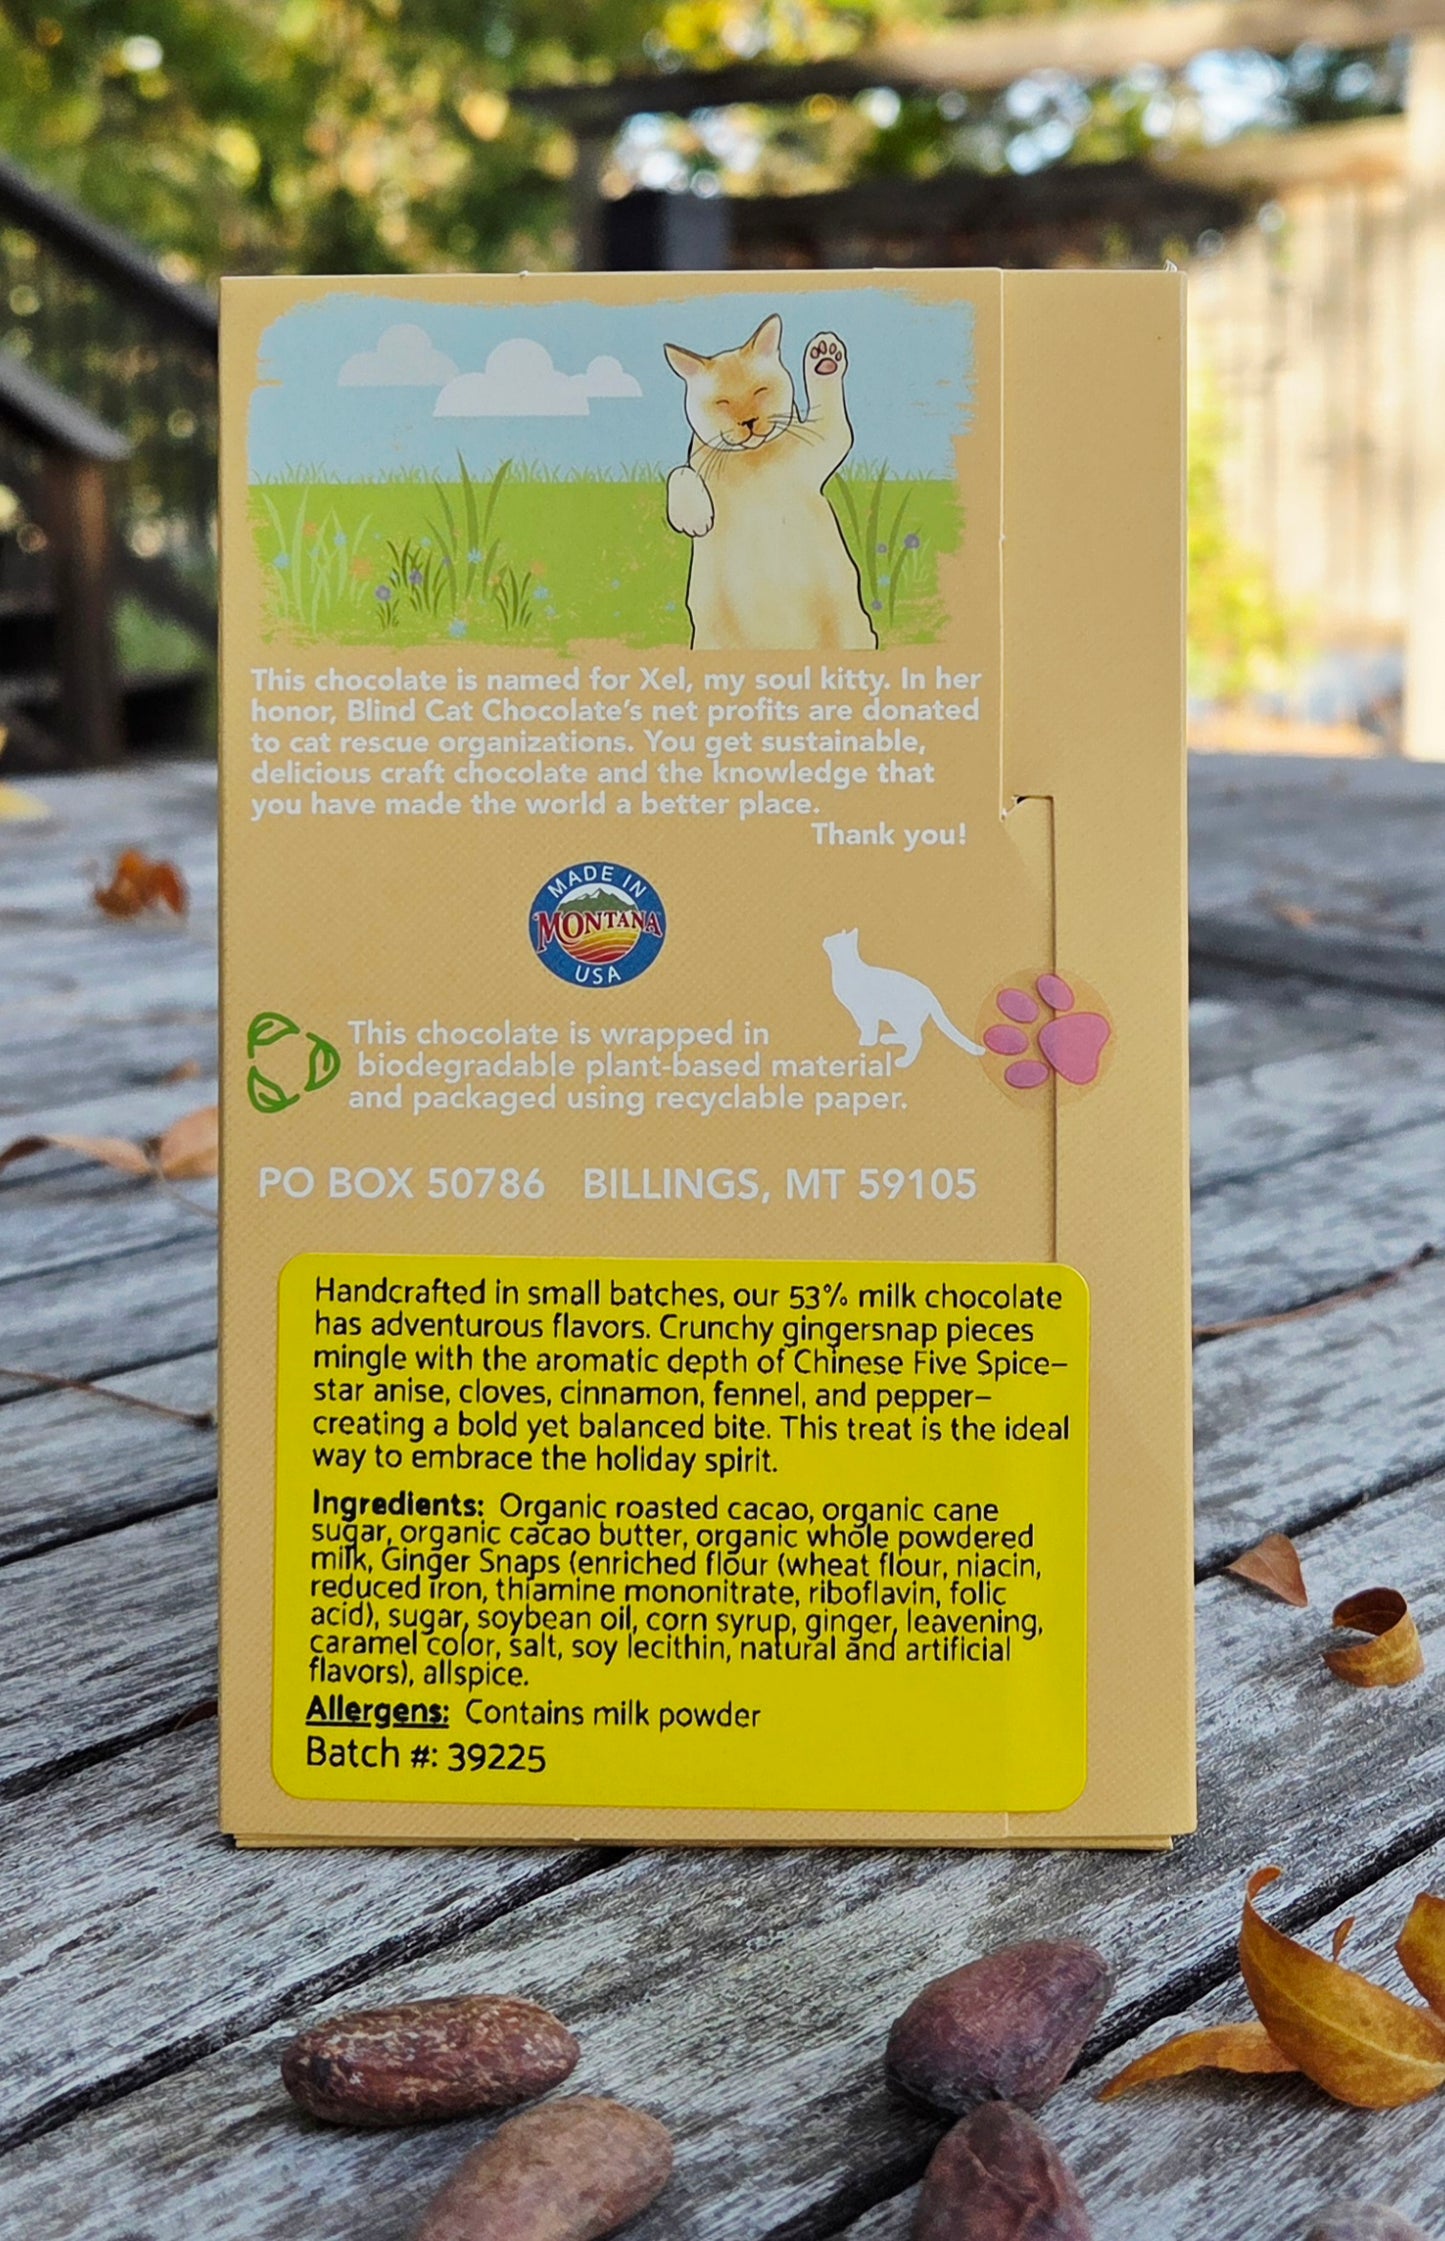 This chocolate is named for Xel, my soul kitty. In her
honor, Blind Cat Chocolate's net profits are donated
to cat rescue organizations. You get sustainable,
delicious craft chocolate and the knowledge that
you have made the world a better place.
Thank you!
MADE IN
MONTANA
USA
This chocolate is wrapped in
biodegradable plant-based material
and packaged using recyclable paper.
PO BOX 50786 BILLINGS, MT 59105
Handcrafted in small batches, our 53% milk chocolate
has adventurous flavors. Crunchy gingersnap pieces
mingle with the aromatic depth of Chinese Five Spice–
star anise, cloves, cinnamon, fennel, and pepper–
creating a bold yet balanced bite. This treat is the ideal
way to embrace the holiday spirit.
Ingredients: Organic roasted cacao, organic cane
sugar, organic cacao butter, organic whole powdered
milk, Ginger Snaps (enriched flour (wheat flour, niacin,
reduced iron, thiamine mononitrate, riboflavin, folic
acid), sugar, soybean oil, corn syrup, ginger, leavening,
caramel color, salt, soy lecithin, natural and artificial
flavors), allspice.
Allergens: Contains milk powder
Batch #: 39225